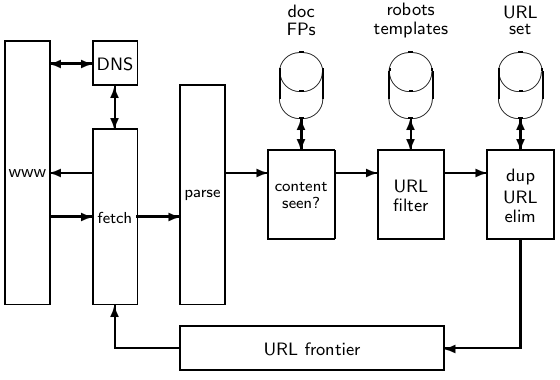 doc
FPs
robots
templates
URL
set
DNS
www
parse
content
seen?
URL
filter
dup
URL
elim
fetch
URL frontier